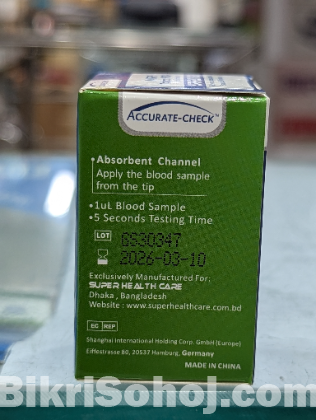 ACCURATE-CHECK™
•Absorbent Channel
Apply the blood sample
from the tip
•1uL Blood Sample
•5 Seconds Testing Time
LOT BS30347
2026-03-10
Exclusively Manufactured For;
SUPER HEALTH CARE
Dhaka , Bangladesh
Website : www.superhealthcare.com.bd
EC REP
Shanghai International Holding Corp. GmbH (Europe)
Eiffestrasse 80, 20537 Hamburg, Germany
MADE IN CHINA
BikriSohoj.com